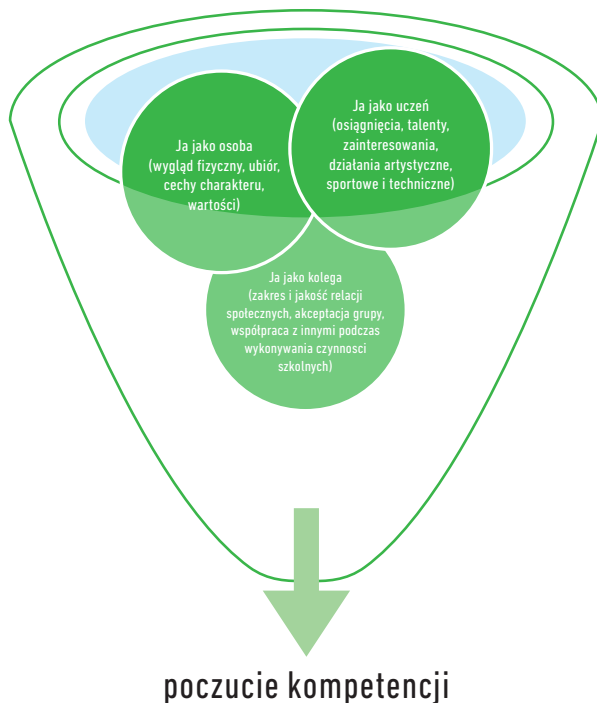 Ja jako osoba
(wygląd fizyczny, ubiór,
cechy charakteru,
wartości)
Ja jako uczeń
(osiągnięcia, talenty,
zainteresowania,
działania artystyczne,
sportowe i techniczne)
Ja jako kolega
(zakres i jakość relacji
społecznych, akceptacja grupy,
współpraca z innymi podczas
wykonywania czynnosci
szkolnych)
poczucie kompetencji